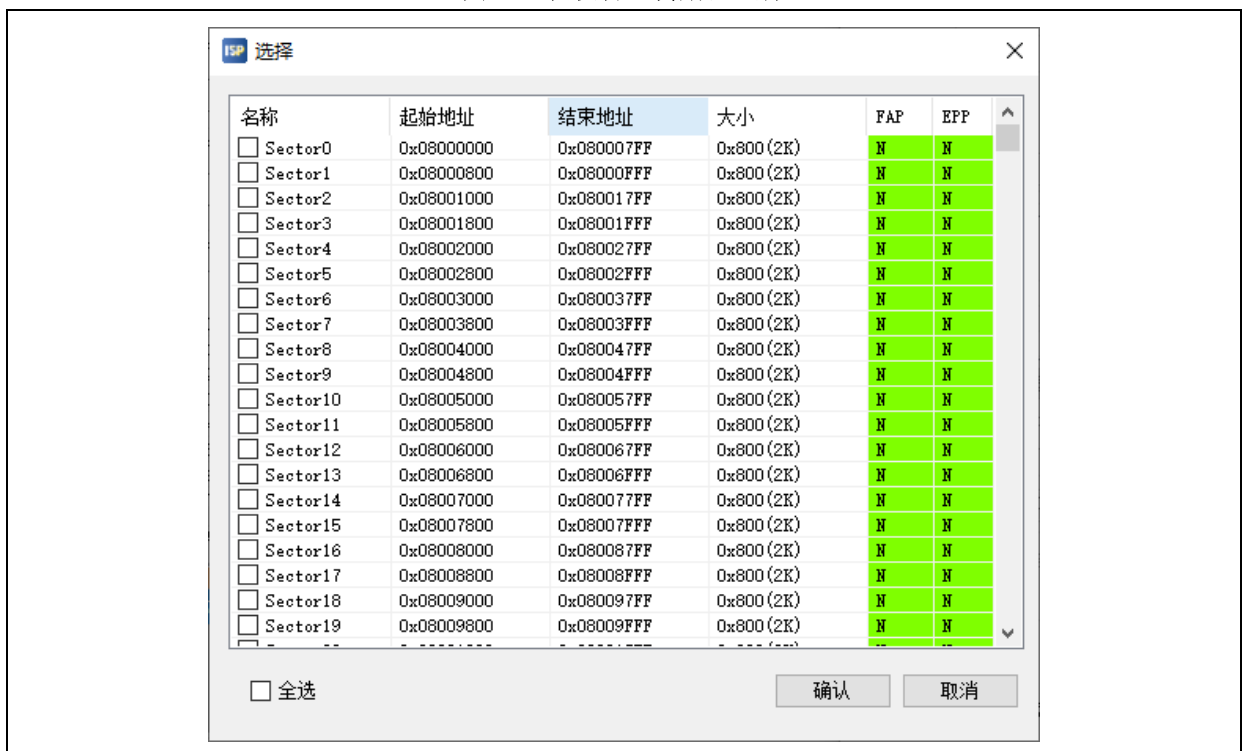 ISP 选择
名称 起始地址 结束地址 大小 FAP EPP
Sector0 0x08000000 0x080007FF 0x800(2K) N N
Sector1 0x08000800 0x08000FFF 0x800(2K) N N
Sector2 0x08001000 0x080017FF 0x800(2K) N N
Sector3 0x08001800 0x08001FFF 0x800(2K) N N
Sector4 0x08002000 0x080027FF 0x800(2K) N N
Sector5 0x08002800 0x08002FFF 0x800(2K) N N
Sector6 0x08003000 0x080037FF 0x800(2K) N N
Sector7 0x08003800 0x08003FFF 0x800(2K) N N
Sector8 0x08004000 0x080047FF 0x800(2K) N N
Sector9 0x08004800 0x08004FFF 0x800(2K) N N
Sector10 0x08005000 0x080057FF 0x800(2K) N N
Sector11 0x08005800 0x08005FFF 0x800(2K) N N
Sector12 0x08006000 0x080067FF 0x800(2K) N N
Sector13 0x08006800 0x08006FFF 0x800(2K) N N
Sector14 0x08007000 0x080077FF 0x800(2K) N N
Sector15 0x08007800 0x08007FFF 0x800(2K) N N
Sector16 0x08008000 0x080087FF 0x800(2K) N N
Sector17 0x08008800 0x08008FFF 0x800(2K) N N
Sector18 0x08009000 0x080097FF 0x800(2K) N N
Sector19 0x08009800 0x08009FFF 0x800(2K) N N
全选 确认 取消